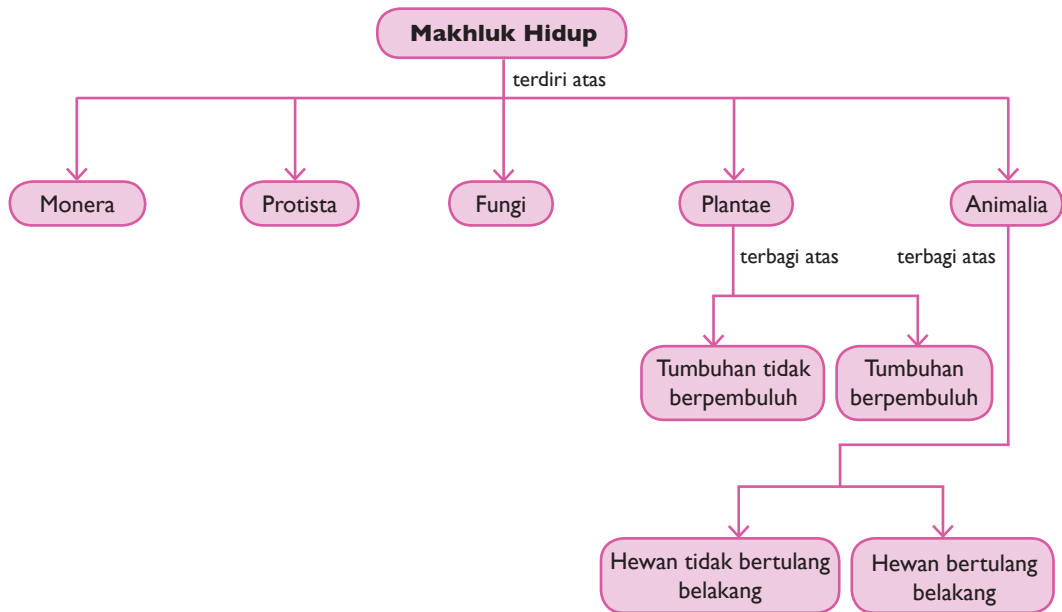 Makhluk Hidup
terdiri atas
Monera
Protista
Fungi
Plantae
Animalia
terbagi atas
terbagi atas
Tumbuhan tidak
berpembuluh
Tumbuhan
berpembuluh
Hewan tidak bertulang
belakang
Hewan bertulang
belakang